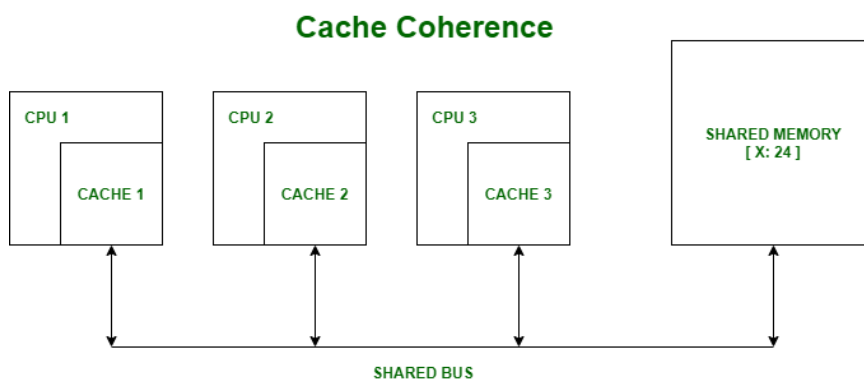 Cache Coherence
CPU 1
CACHE 1
CPU 2
CACHE 2
CPU 3
CACHE 3
SHARED MEMORY
[ X: 24 ]
SHARED BUS